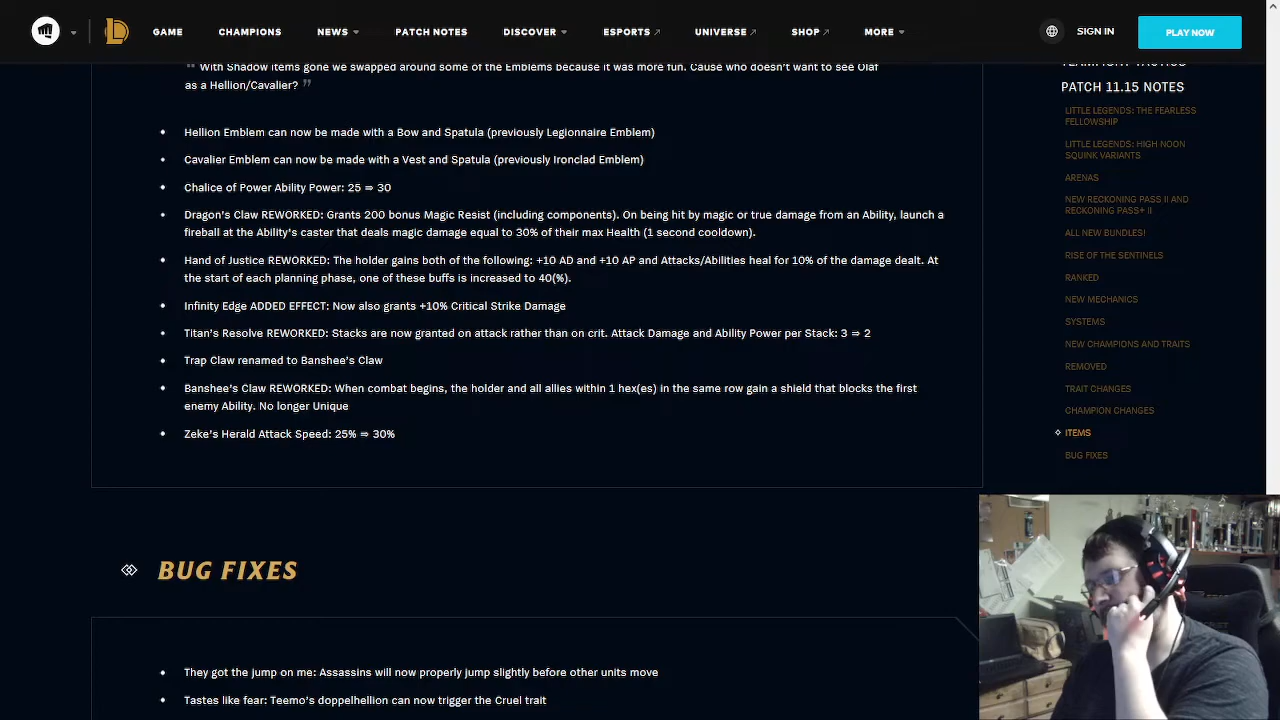 GAME
CHAMPIONS
NEWS
PATCH NOTES
DISCOVER
ESPORTS
UNIVERSE
SHOP
MORE
SIGN IN
PLAY NOW
" With Shadow items gone we swapped around some of the Emblems because it was more fun. Cause who doesn't want to see Olaf
as a Hellion/Cavalier? "
• Hellion Emblem can now be made with a Bow and Spatula (previously Legionnaire Emblem)
• Cavalier Emblem can now be made with a Vest and Spatula (previously Ironclad Emblem)
• Chalice of Power Ability Power: 25 ⇒ 30
• Dragon's Claw REWORKED: Grants 230 bonus Magic Resist (including components). On being hit by magic or true damage from an Ability, launch a
fireball at the Ability's caster that deals magic damage equal to 30% of their max Health (1 second cooldown).
• Hand of Justice REWORKED: The holder gains both of the following: +10 AD and +10 AP and Attacks/Abilities heal for 10% of the damage dealt. At
the start of each planning phase, one of these buffs is increased to 40(%).
• Infinity Edge ADDED EFFECT: Now also grants +10% Critical Strike Damage
• Titan's Resolve REWORKED: Stacks are now granted on attack rather than on crit. Attack Damage and Ability Power per Stack: 3 ⇒ 2
• Trap Claw renamed to Banshee's Claw
• Banshee's Claw REWORKED: When combat begins, the holder and all allies within 1 hex(es) in the same row gain a shield that blocks the first
enemy Ability. No longer Unique
• Zeke's Herald Attack Speed: 25% ⇒ 30%
BUG FIXES
• They got the jump on me: Assassins will now properly jump slightly before other units move
• Tastes like fear: Teemo's doppelhellion can now trigger the Cruel trait
PATCH 11.15 NOTES
LITTLE LEGENDS: THE FEARLESS
FELLOWSHIP
LITTLE LEGENDS: HIGH NOON
SQUINK VARIANTS
ARENAS
NEW RECKONING PASS II AND
RECKONING PASS+ II
ALL NEW BUNDLES!
RISE OF THE SENTINELS
RANKED
NEW MECHANICS
SYSTEMS
NEW CHAMPIONS AND TRAITS
REMOVED
TRAIT CHANGES
CHAMPION CHANGES
ITEMS
BUG FIXES